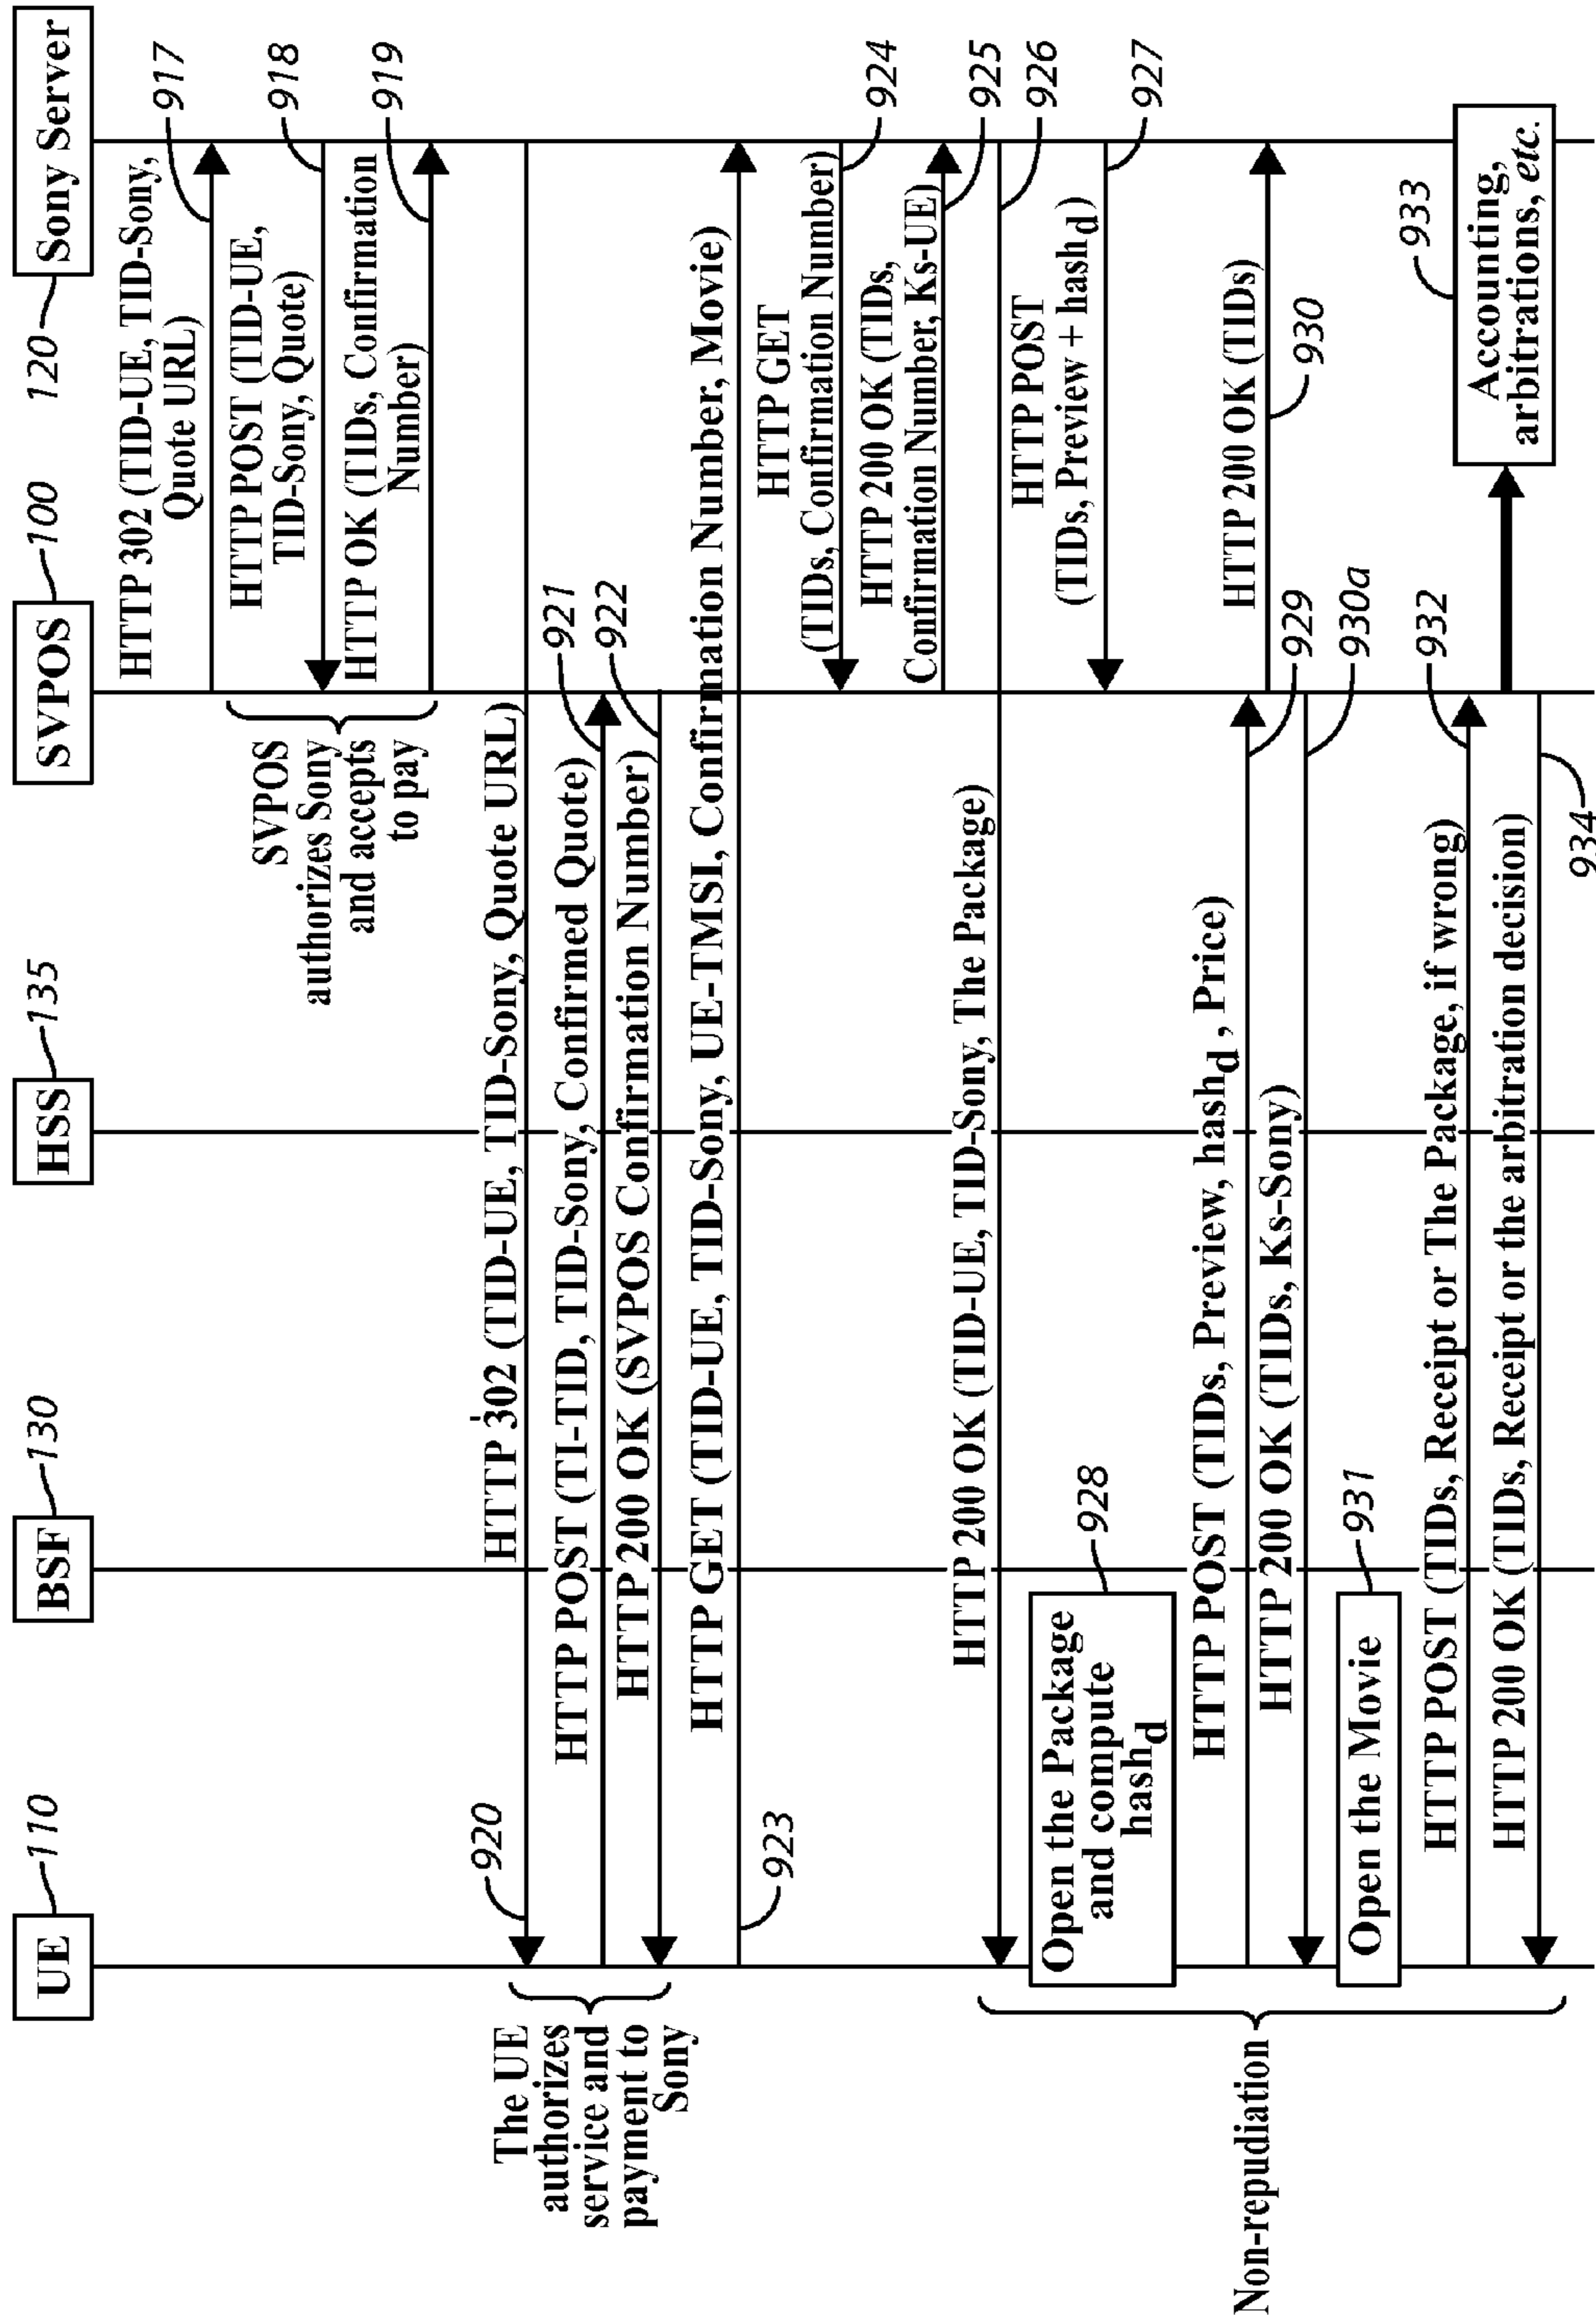 UE
110
BSF
130
HSS
135
SVPOS
100
Sony Server
120
HTTP 302 (TID-UE, TID-Sony,
Quote URL)
917
HTTP POST (TID-UE,
TID-Sony, Quote)
918
HTTP OK (TIDs, Confirmation
Number)
919
SVPOS
authorizes Sony
and accepts
to pay
HTTP 302 (TID-UE, TID-Sony, Quote URL)
920
HTTP POST (TI-TID, TID-Sony, Confirmed Quote)
921
HTTP 200 OK (SVPOS Confirmation Number)
922
The UE
authorizes
service and
payment to
Sony
HTTP GET (TID-UE, TID-Sony, UE-TMSI, Confirmation Number, Movie)
923
HTTP GET
(TIDs, Confirmation Number)
924
HTTP 200 OK (TIDs,
Confirmation Number, Ks-UE)
925
HTTP 200 OK (TID-UE, TID-Sony, The Package)
926
HTTP POST
(TIDs, Preview + hashd)
927
Open the Package
and compute
hashd
928
HTTP POST (TIDs, Preview, hashd, Price)
929
HTTP 200 OK (TIDs)
930
HTTP 200 OK (TIDs, Ks-Sony)
930a
Open the Movie
931
HTTP POST (TIDs, Receipt or The Package, if wrong)
932
Accounting,
arbitrations, etc.
933
HTTP 200 OK (TIDs, Receipt or the arbitration decision)
934
Non-repudiation